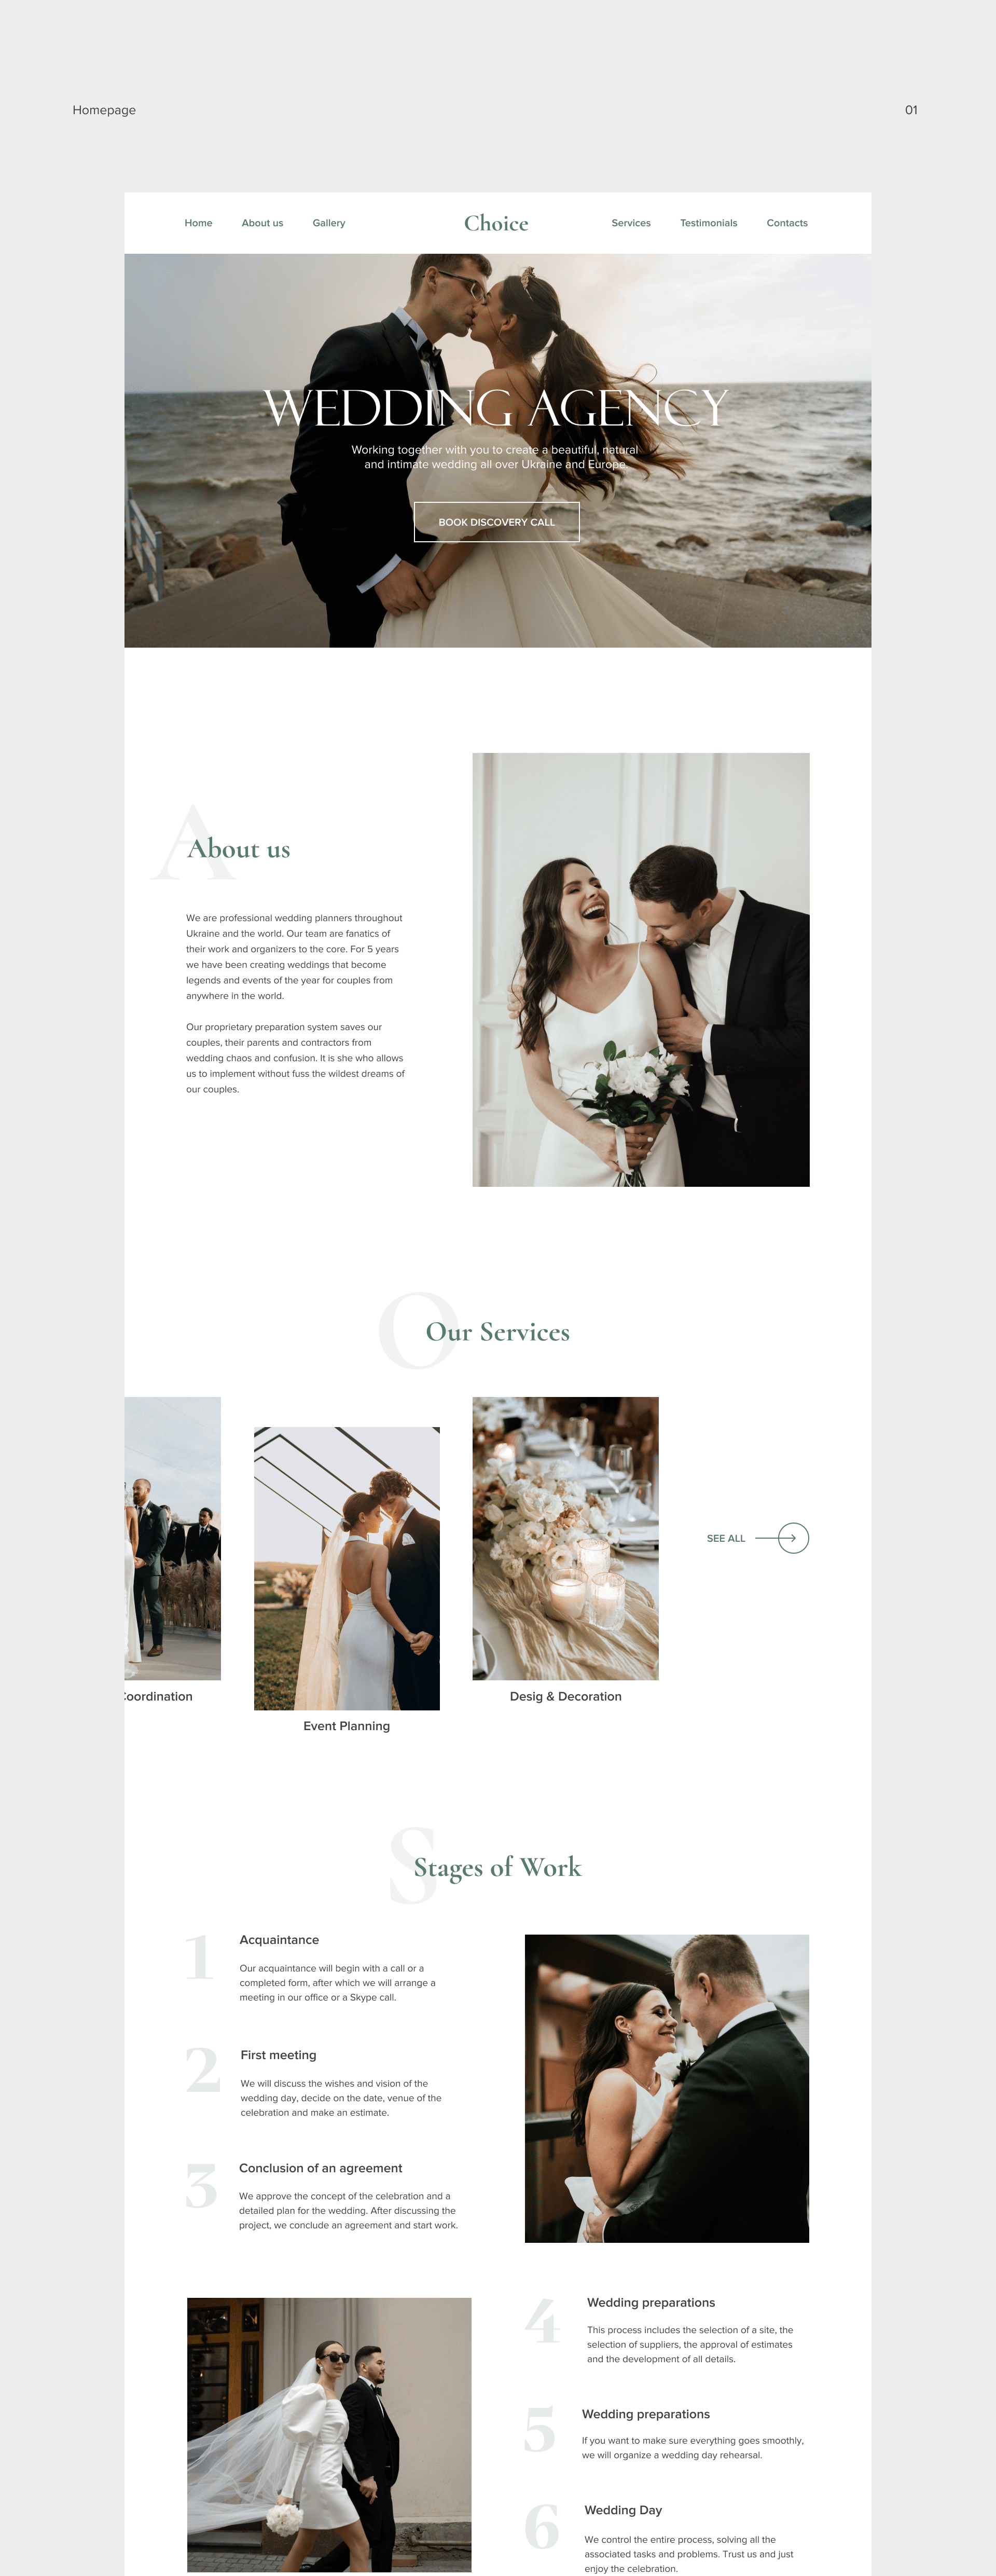 Homepage
01
Home About us Gallery Choice Services Testimonials Contacts
WEDDING AGENCY
Working together with you to create a beautiful, natural
and intimate wedding all over Ukraine and Europe.
BOOK DISCOVERY CALL
A
About us
We are professional wedding planners throughout
Ukraine and the world. Our team are fanatics of
their work and organizers to the core. For 5 years
we have been creating weddings that become
legends and events of the year for couples from
anywhere in the world.
Our proprietary preparation system saves our
couples, their parents and contractors from
wedding chaos and confusion. It is she who allows
us to implement without fuss the wildest dreams of
our couples.
O
Our Services
SEE ALL
Coordination
Desig & Decoration
Event Planning
S
Stages of Work
1
Acquaintance
Our acquaintance will begin with a call or a
completed form, after which we will arrange a
meeting in our office or a Skype call.
2
First meeting
We will discuss the wishes and vision of the
wedding day, decide on the date, venue of the
celebration and make an estimate.
3
Conclusion of an agreement
We approve the concept of the celebration and a
detailed plan for the wedding. After discussing the
project, we conclude an agreement and start work.
4
Wedding preparations
This process includes the selection of a site, the
selection of suppliers, the approval of estimates
and the development of all details.
5
Wedding preparations
If you want to make sure everything goes smoothly,
we will organize a wedding day rehearsal.
6
Wedding Day
We control the entire process, solving all the
associated tasks and problems. Trust us and just
enjoy the celebration.